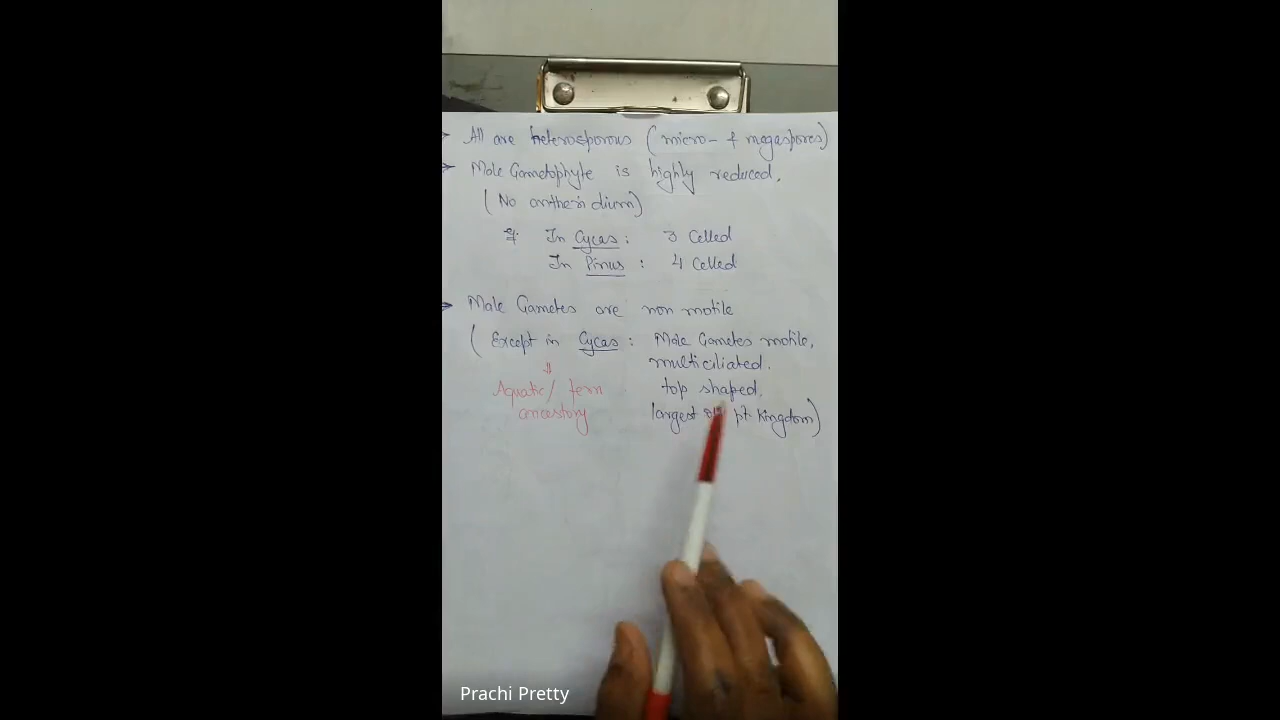 → All are heterosporous (micro- & megaspores)
→ Male Gametophyte is highly reduced.
(No antheridium)
eg. In Cycas : 3 Celled
In Pinus : 4 Celled
→ Male Gametes are non motile
(Except in Cycas : Male Gametes motile,
multiciliated.
top shaped.
largest pt. Kingdom)
⇓
Aquatic/ fern
ancestory
Prachi Pretty